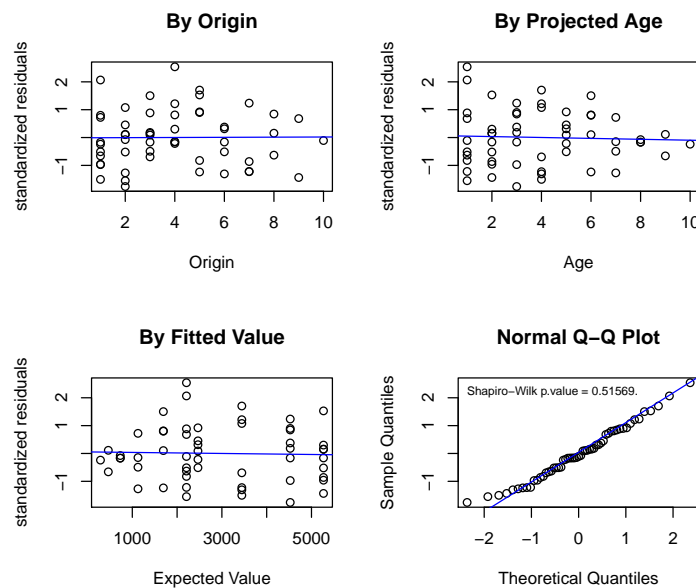 By Origin
standardized residuals
2
1
−1
2 4 6 8 10
Origin
By Projected Age
standardized residuals
2
1
−1
2 4 6 8 10
Age
By Fitted Value
standardized residuals
2
1
−1
1000 3000 5000
Expected Value
Normal Q−Q Plot
Shapiro−Wilk p.value = 0.51569.
Sample Quantiles
2
1
−1
−2 −1 0 1 2
Theoretical Quantiles